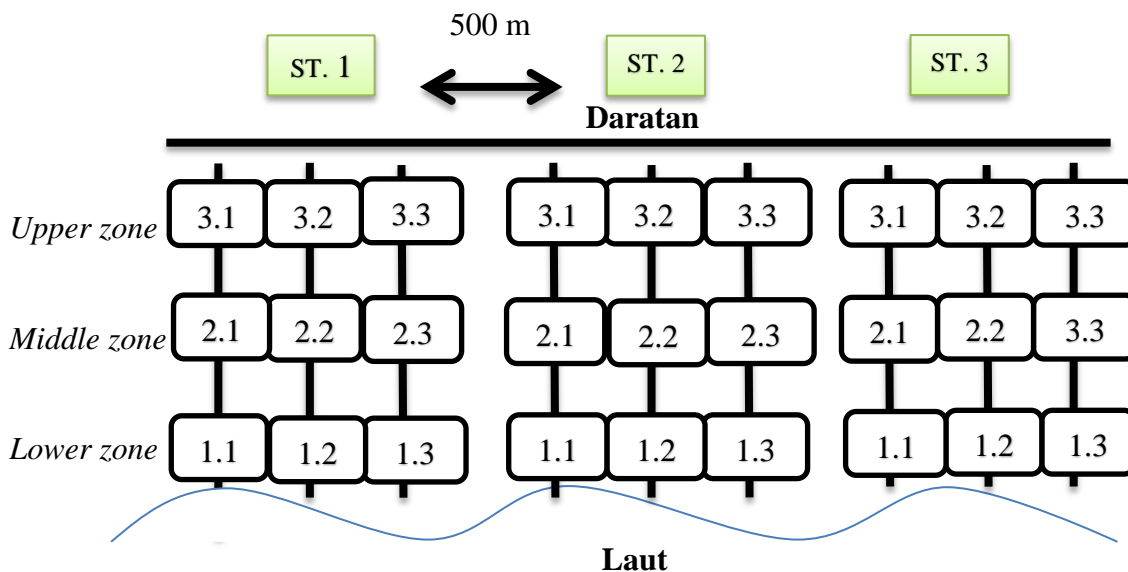 500 m
ST. 1 ST. 2 ST. 3
Daratan
Upper zone 3.1 3.2 3.3 3.1 3.2 3.3 3.1 3.2 3.3
Middle zone 2.1 2.2 2.3 2.1 2.2 2.3 2.1 2.2 3.3
Lower zone 1.1 1.2 1.3 1.1 1.2 1.3 1.1 1.2 1.3
Laut